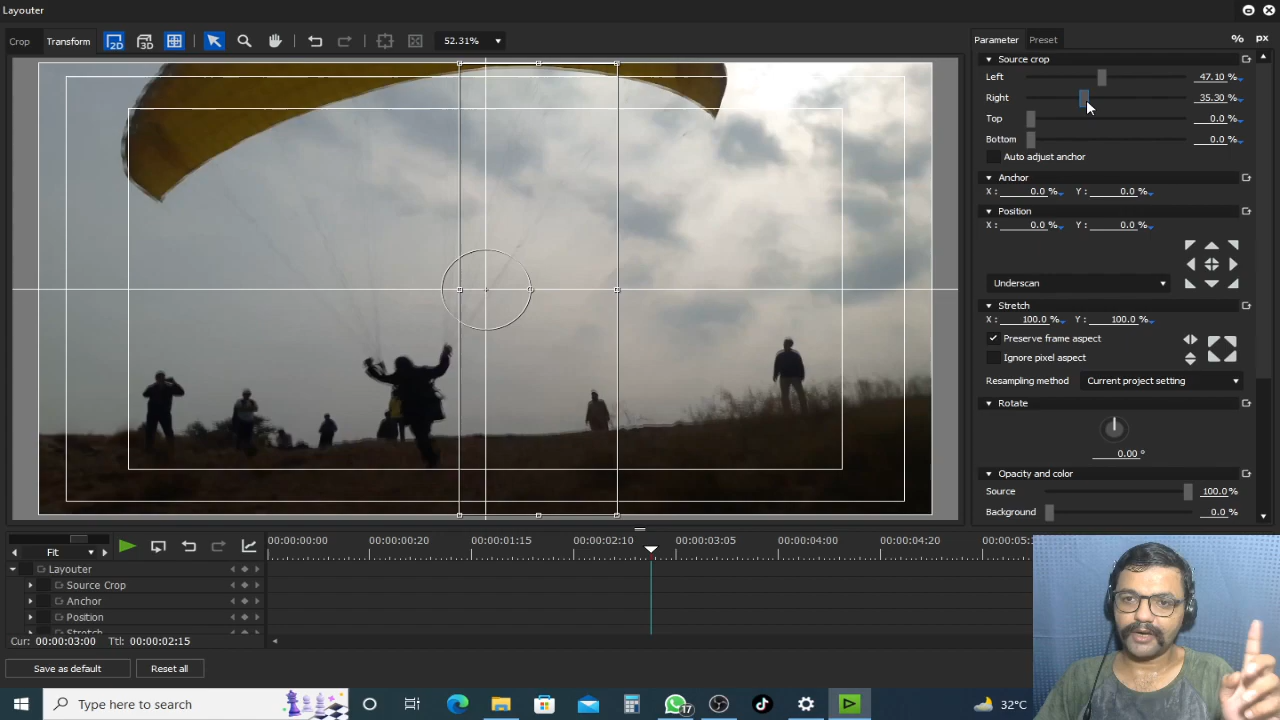 Layouter
Crop Transform 2D 3D 52.31%
Parameter Preset % px
Source crop
Left 47.10 %
Right 35.30 %
Top 0.0 %
Bottom 0.0 %
Auto adjust anchor
Anchor
X : 0.0 % Y : 0.0 %
Position
X : 0.0 % Y : 0.0 %
Underscan
Stretch
X : 100.0 % Y : 100.0 %
Preserve frame aspect
Ignore pixel aspect
Resampling method Current project setting
Rotate
0.00 °
Opacity and color
Source 100.0 %
Background 0.0 %
Fit
00:00:00:00 00:00:00:20 00:00:01:15 00:00:02:10 00:00:03:05 00:00:04:00 00:00:04:20
Layouter
Source Crop
Anchor
Position
Stretch
Cur: 00:00:03:00 Ttl: 00:00:02:15
Save as default Reset all
Type here to search
17
32°C